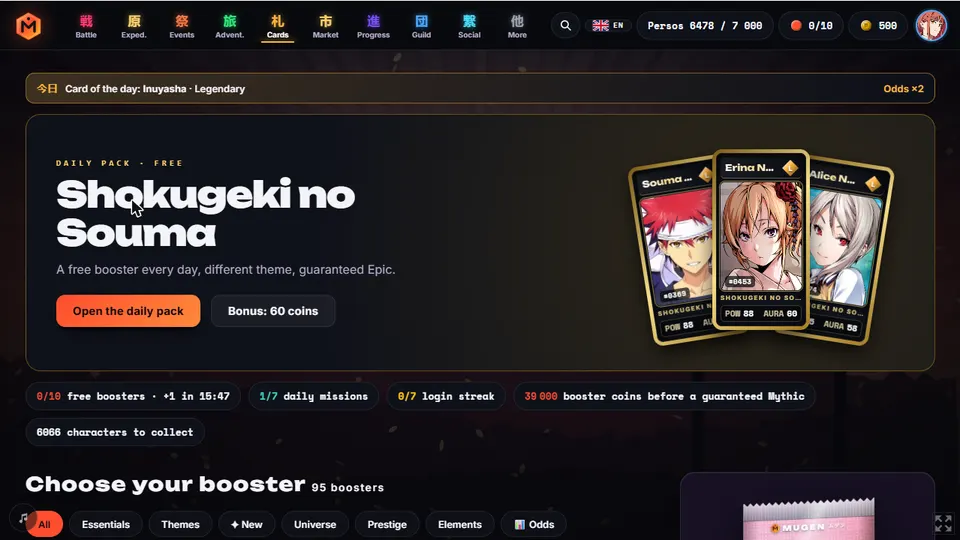 戦 原 祭 旅 札 市 進 団 繋 他
Battle Exped. Events Advent. Cards Market Progress Guild Social More
EN
Persos 6478 / 7 000
0/10
500
今日 Card of the day: Inuyasha · Legendary
Odds ×2
DAILY PACK · FREE
Shokugeki no
Souma
A free booster every day, different theme, guaranteed Epic.
Open the daily pack
Bonus: 60 coins
Souma ...
L
#0369
SHOKUGEKI NO
POW 88
Erina N...
L
#0453
SHOKUGEKI NO SO...
POW 88 AURA 60
Alice N...
L
NO SO...
AURA 58
0/10 free boosters · +1 in 15:47
1/7 daily missions
0/7 login streak
39 000 booster coins before a guaranteed Mythic
6066 characters to collect
Choose your booster 95 boosters
All
Essentials
Themes
✦ New
Universe
Prestige
Elements
📊 Odds
MUGEN